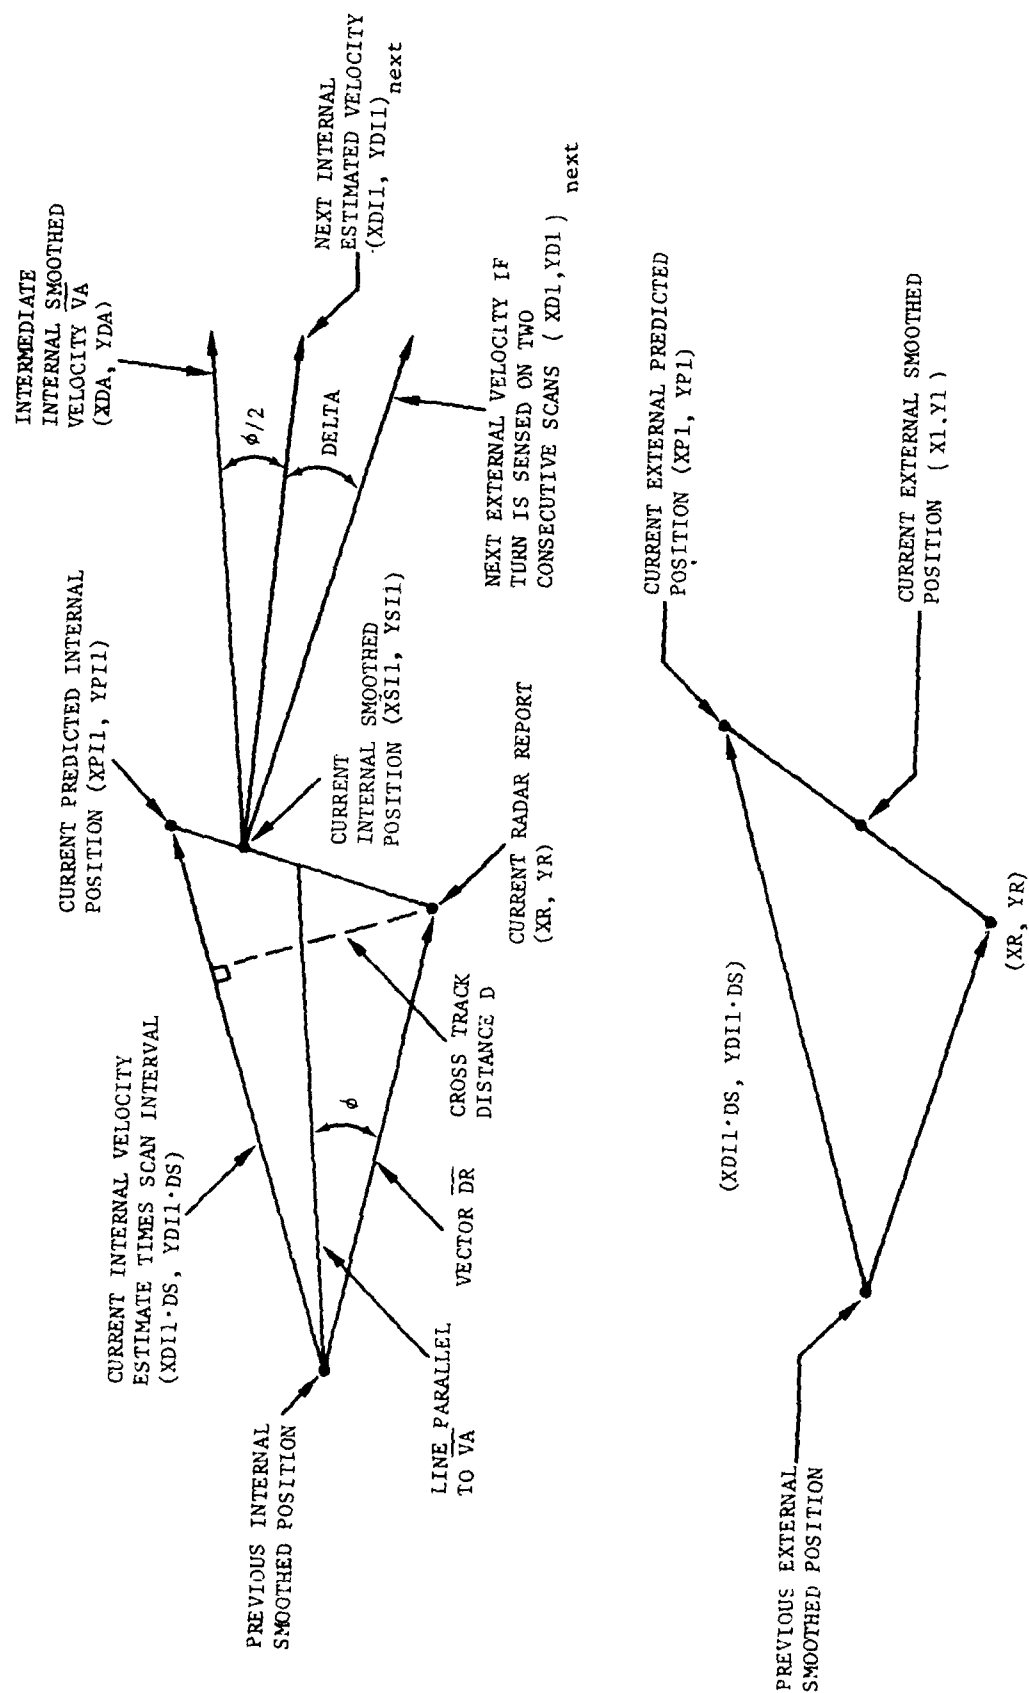 INTERMEDIATE
INTERNAL SMOOTHED
VELOCITY VA
(XDA, YDA)
NEXT INTERNAL
ESTIMATED VELOCITY
(XDI1, YDI1) next
φ/2
DELTA
NEXT EXTERNAL VELOCITY IF
TURN IS SENSED ON TWO
CONSECUTIVE SCANS (XD1,YD1) next
CURRENT PREDICTED INTERNAL
POSITION (XPI1, YPI1)
CURRENT
INTERNAL SMOOTHED
POSITION (XSI1, YSI1)
CURRENT RADAR REPORT
(XR, YR)
CURRENT INTERNAL VELOCITY
ESTIMATE TIMES SCAN INTERVAL
(XDI1·DS, YDI1·DS)
φ
CROSS TRACK
DISTANCE D
VECTOR DR
LINE PARALLEL
TO VA
PREVIOUS INTERNAL
SMOOTHED POSITION
CURRENT EXTERNAL PREDICTED
POSITION (XP1, YP1)
CURRENT EXTERNAL SMOOTHED
POSITION (X1,Y1)
(XDI1·DS, YDI1·DS)
(XR, YR)
PREVIOUS EXTERNAL
SMOOTHED POSITION